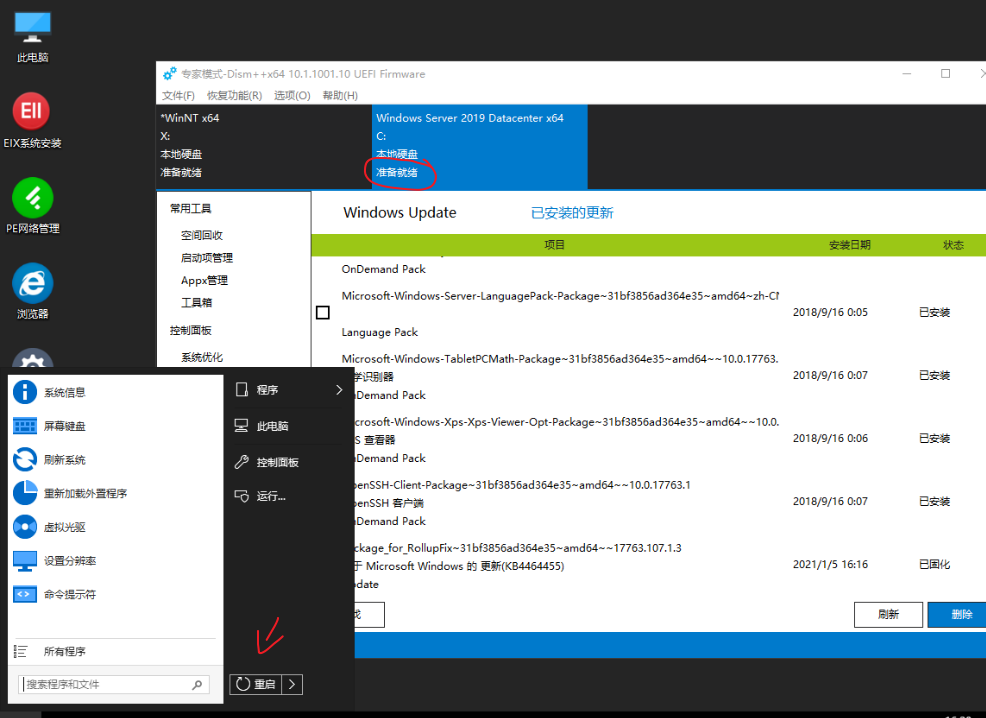 此电脑
EII
EIX系统安装
PE网络管理
浏览器
专家模式-Dism++x64 10.1.1001.10 UEFI Firmware
文件(F) 恢复功能(R) 选项(O) 帮助(H)
*WinNT x64
X:
本地硬盘
准备就绪
Windows Server 2019 Datacenter x64
C:
本地硬盘
准备就绪
常用工具
空间回收
启动项管理
Appx管理
工具箱
控制面板
系统优化
Windows Update 已安装的更新
项目 安装日期 状态
OnDemand Pack
Microsoft-Windows-Server-LanguagePack-Package~31bf3856ad364e35~amd64~zh-CN
2018/9/16 0:05 已安装
Language Pack
Microsoft-Windows-TabletPCMath-Package~31bf3856ad364e35~amd64~~10.0.17763.
学识别器 2018/9/16 0:07 已安装
nDemand Pack
crosoft-Windows-Xps-Xps-Viewer-Opt-Package~31bf3856ad364e35~amd64~~10.0.
S 查看器 2018/9/16 0:06 已安装
nDemand Pack
penSSH-Client-Package~31bf3856ad364e35~amd64~~10.0.17763.1
penSSH 客户端 2018/9/16 0:07 已安装
nDemand Pack
ckage_for_RollupFix~31bf3856ad364e35~amd64~~17763.107.1.3
于 Microsoft Windows 的 更新(KB4464455) 2021/1/5 16:16 已固化
pdate
刷新 删除
系统信息
屏幕键盘
刷新系统
重新加载外置程序
虚拟光驱
设置分辨率
命令提示符
所有程序
搜索程序和文件
程序
此电脑
控制面板
运行...
重启